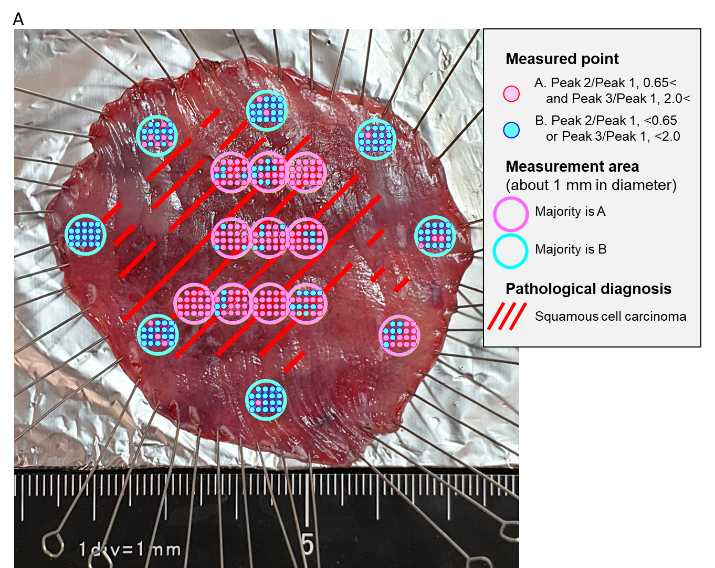 A
Measured point
A. Peak 2/Peak 1, 0.65<
and Peak 3/Peak 1, 2.0<
B. Peak 2/Peak 1, <0.65
or Peak 3/Peak 1, <2.0
Measurement area
(about 1 mm in diameter)
Majority is A
Majority is B
Pathological diagnosis
Squamous cell carcinoma
1div=1mm
5